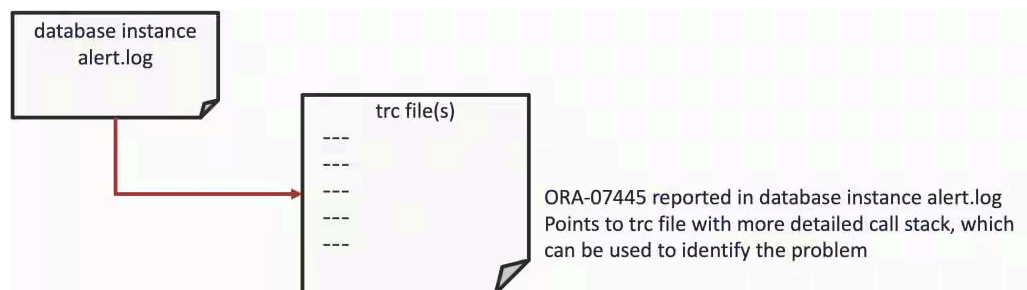 database instance
alert.log
trc file(s)
---
---
---
---
---
ORA-07445 reported in database instance alert.log
Points to trc file with more detailed call stack, which
can be used to identify the problem